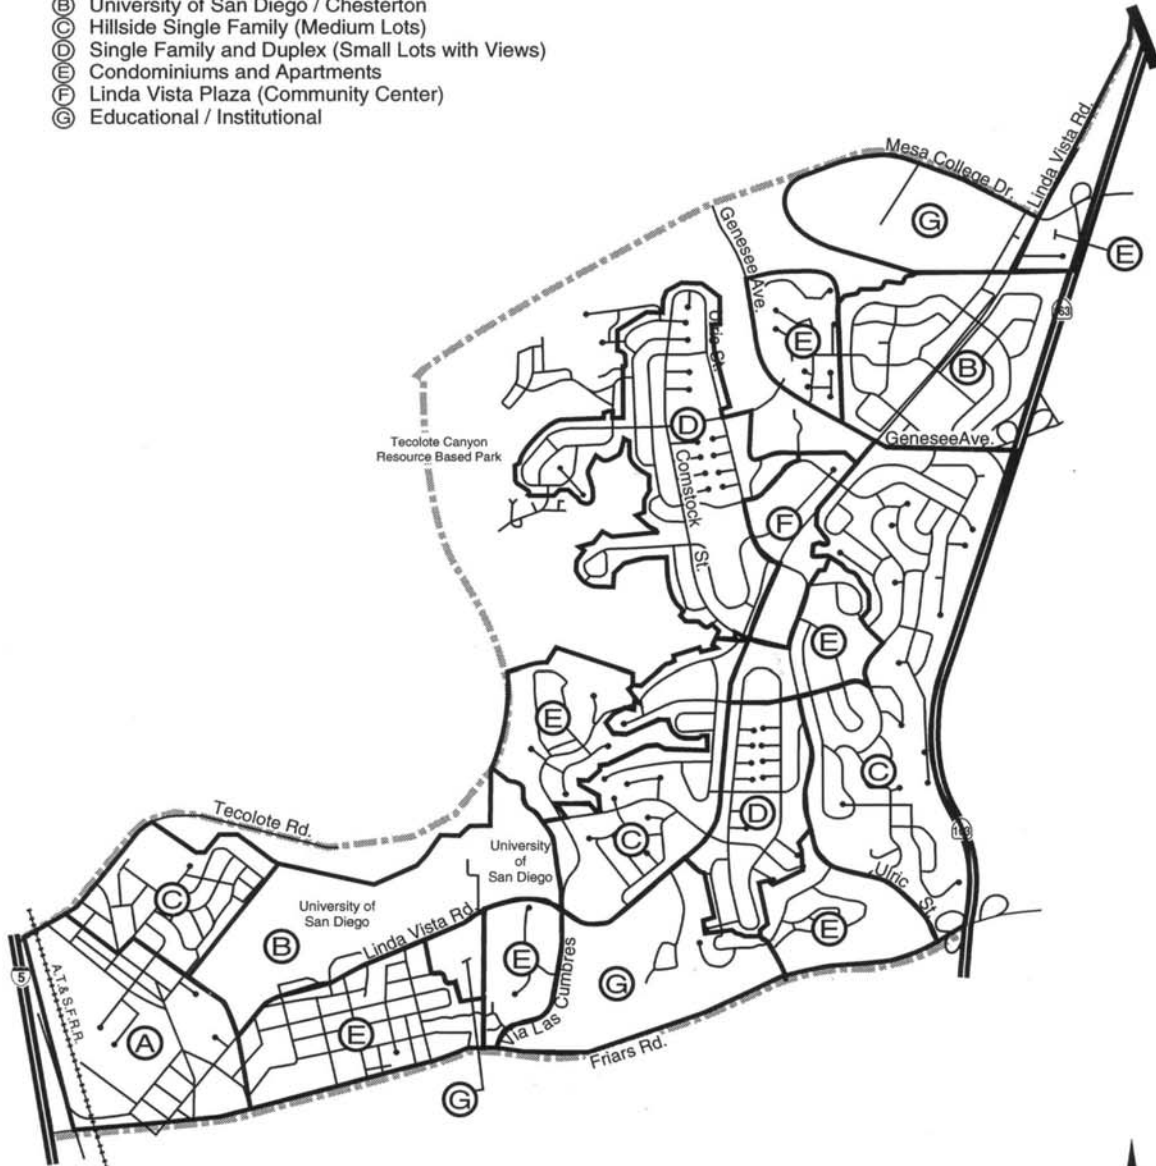 Ⓑ University of San Diego / Chesterton
Ⓒ Hillside Single Family (Medium Lots)
Ⓓ Single Family and Duplex (Small Lots with Views)
Ⓔ Condominiums and Apartments
Ⓕ Linda Vista Plaza (Community Center)
Ⓖ Educational / Institutional
Mesa College Dr.
Linda Vista Rd.
G
E
Genesee Ave.
163
Ulric St.
E
B
D
GeneseeAve.
Tecolote Canyon
Resource Based Park
Comstock
St.
F
E
E
C
Tecolote Rd.
D
163
C
University
of
San Diego
Ulric
St.
C
University of
San Diego
Linda Vista Rd.
E
B
E
Cumbres
G
5
A.T.& S.F.R.R.
A
E
Via Las
Friars Rd.
G